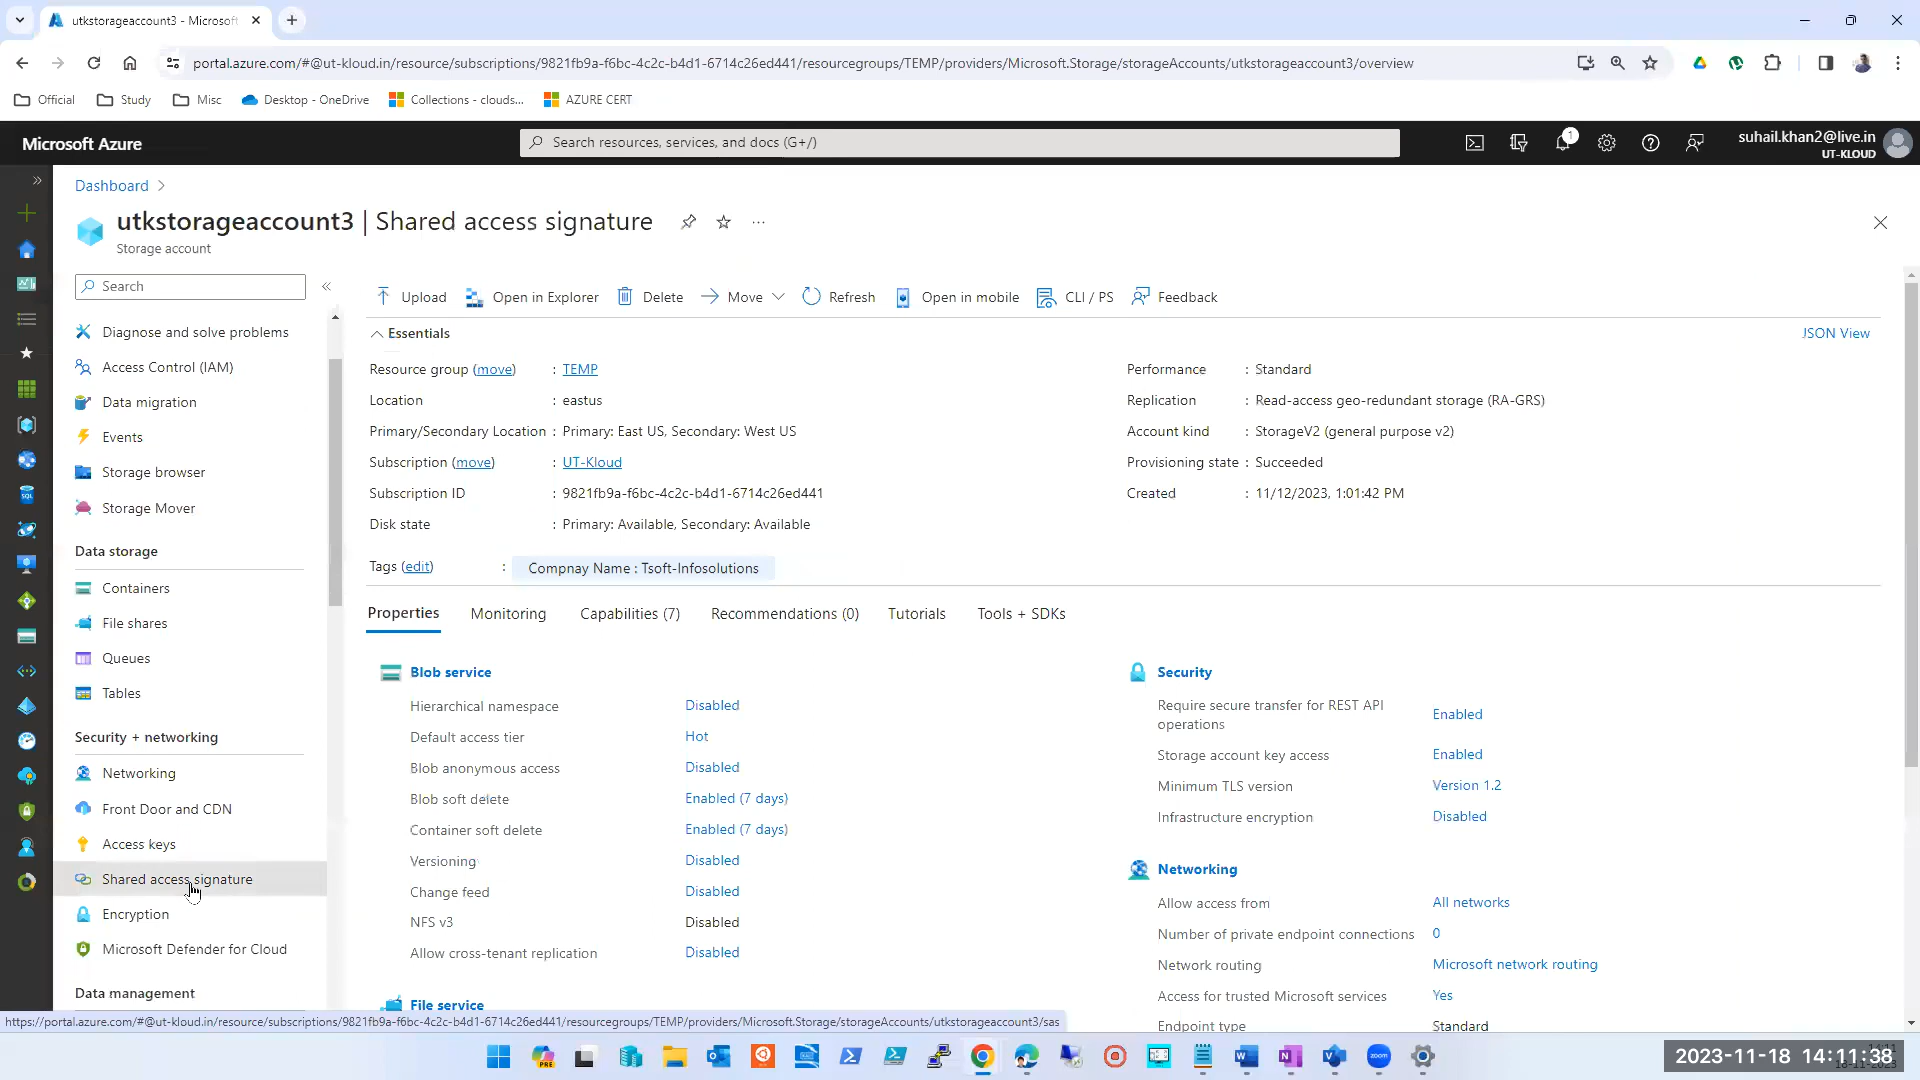 utkstorageaccount3 - Microsoft
portal.azure.com/#@ut-kloud.in/resource/subscriptions/9821fb9a-f6bc-4c2c-b4d1-6714c26ed441/resourcegroups/TEMP/providers/Microsoft.Storage/storageAccounts/utkstorageaccount3/overview
Official Study Misc Desktop - OneDrive Collections - clouds... AZURE CERT
Microsoft Azure
Search resources, services, and docs (G+/)
1
suhail.khan2@live.in
UT-KLOUD
Dashboard
utkstorageaccount3 | Shared access signature
Storage account
Search
Diagnose and solve problems
Access Control (IAM)
Data migration
Events
Storage browser
Storage Mover
Data storage
Containers
File shares
Queues
Tables
Security + networking
Networking
Front Door and CDN
Access keys
Shared access signature
Encryption
Microsoft Defender for Cloud
Data management
Upload Open in Explorer Delete Move Refresh Open in mobile CLI / PS Feedback
Essentials
JSON View
Resource group (move) : TEMP
Location : eastus
Primary/Secondary Location : Primary: East US, Secondary: West US
Subscription (move) : UT-Kloud
Subscription ID : 9821fb9a-f6bc-4c2c-b4d1-6714c26ed441
Disk state : Primary: Available, Secondary: Available
Tags (edit) : Compnay Name : Tsoft-Infosolutions
Performance : Standard
Replication : Read-access geo-redundant storage (RA-GRS)
Account kind : StorageV2 (general purpose v2)
Provisioning state : Succeeded
Created : 11/12/2023, 1:01:42 PM
Properties Monitoring Capabilities (7) Recommendations (0) Tutorials Tools + SDKs
Blob service
Hierarchical namespace Disabled
Default access tier Hot
Blob anonymous access Disabled
Blob soft delete Enabled (7 days)
Container soft delete Enabled (7 days)
Versioning Disabled
Change feed Disabled
NFS v3 Disabled
Allow cross-tenant replication Disabled
File service
Security
Require secure transfer for REST API
operations Enabled
Storage account key access Enabled
Minimum TLS version Version 1.2
Infrastructure encryption Disabled
Networking
Allow access from All networks
Number of private endpoint connections 0
Network routing Microsoft network routing
Access for trusted Microsoft services Yes
Endpoint type Standard
https://portal.azure.com/#@ut-kloud.in/resource/subscriptions/9821fb9a-f6bc-4c2c-b4d1-6714c26ed441/resourcegroups/TEMP/providers/Microsoft.Storage/storageAccounts/utkstorageaccount3/sas
PRE
zoom
2023-11-18 14:11:38